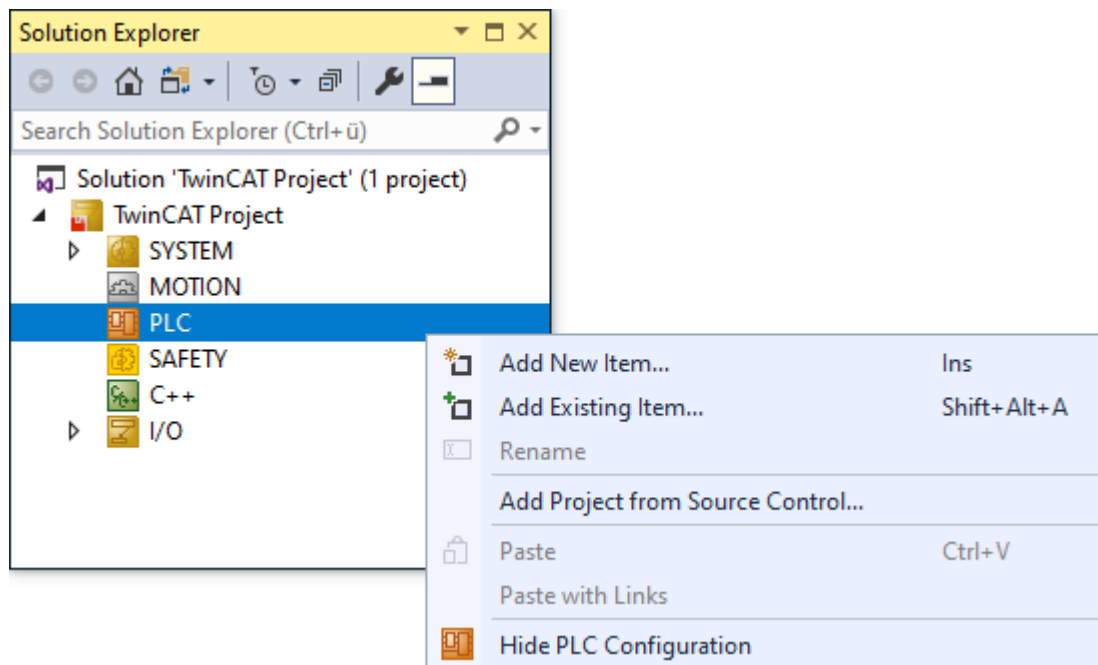 Solution Explorer
Search Solution Explorer (Ctrl+ü)
Solution 'TwinCAT Project' (1 project)
TwinCAT Project
SYSTEM
MOTION
PLC
SAFETY
C++
I/O
Add New Item... Ins
Add Existing Item... Shift+Alt+A
Rename
Add Project from Source Control...
Paste Ctrl+V
Paste with Links
Hide PLC Configuration